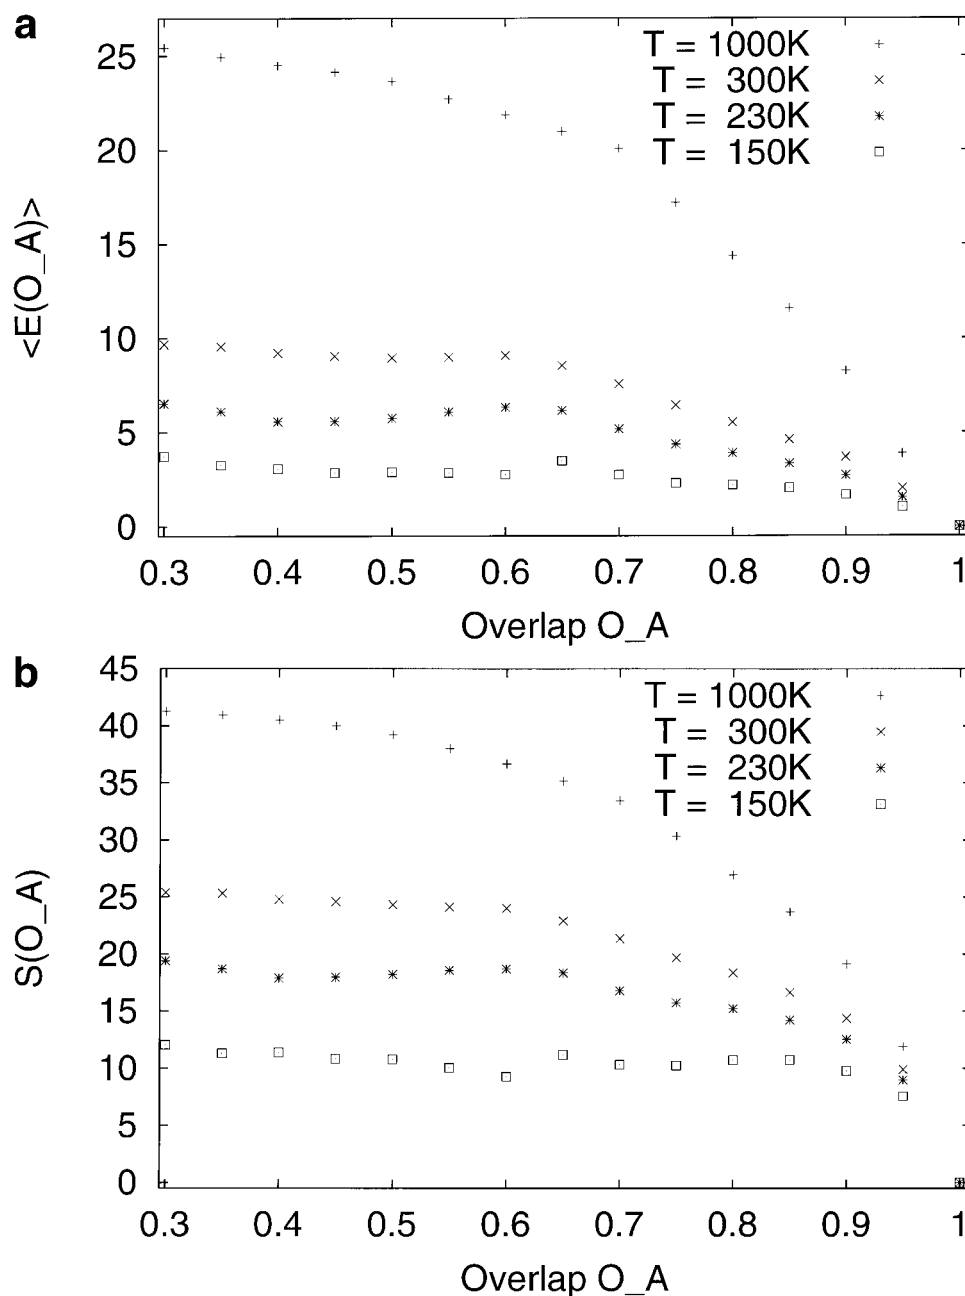 a
<E(O_A)>
25
20
15
10
5
0
T = 1000K
T = 300K
T = 230K
T = 150K
0.3 0.4 0.5 0.6 0.7 0.8 0.9 1
Overlap O_A
b
S(O_A)
45
40
35
30
25
20
15
10
5
0
T = 1000K
T = 300K
T = 230K
T = 150K
0.3 0.4 0.5 0.6 0.7 0.8 0.9 1
Overlap O_A